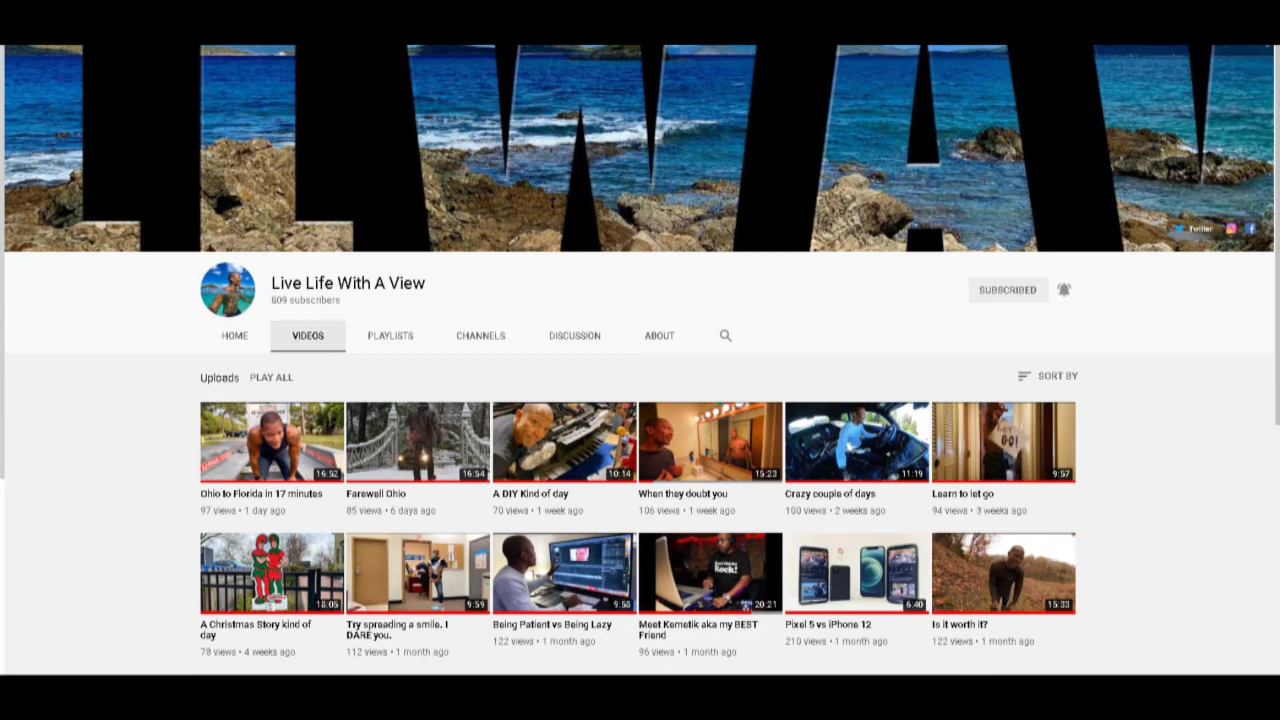 LLWAV
Twitter
Live Life With A View
809 subscribers
SUBSCRIBED
HOME
VIDEOS
PLAYLISTS
CHANNELS
DISCUSSION
ABOUT
Uploads
PLAY ALL
SORT BY
16:52
16:54
10:14
15:23
11:19
LET
GO!
9:57
Ohio to Florida in 17 minutes
Farewell Ohio
A DIY Kind of day
When they doubt you
Crazy couple of days
Learn to let go
97 views • 1 day ago
85 views • 6 days ago
70 views • 1 week ago
106 views • 1 week ago
100 views • 2 weeks ago
94 views • 3 weeks ago
18:05
9:59
9:58
Rock!
20:21
6:40
15:33
A Christmas Story kind of
day
78 views • 4 weeks ago
Try spreading a smile. I
DARE you.
112 views • 1 month ago
Being Patient vs Being Lazy
122 views • 1 month ago
Meet Kemetik aka my BEST
Friend
96 views • 1 month ago
Pixel 5 vs iPhone 12
210 views • 1 month ago
Is it worth it?
122 views • 1 month ago